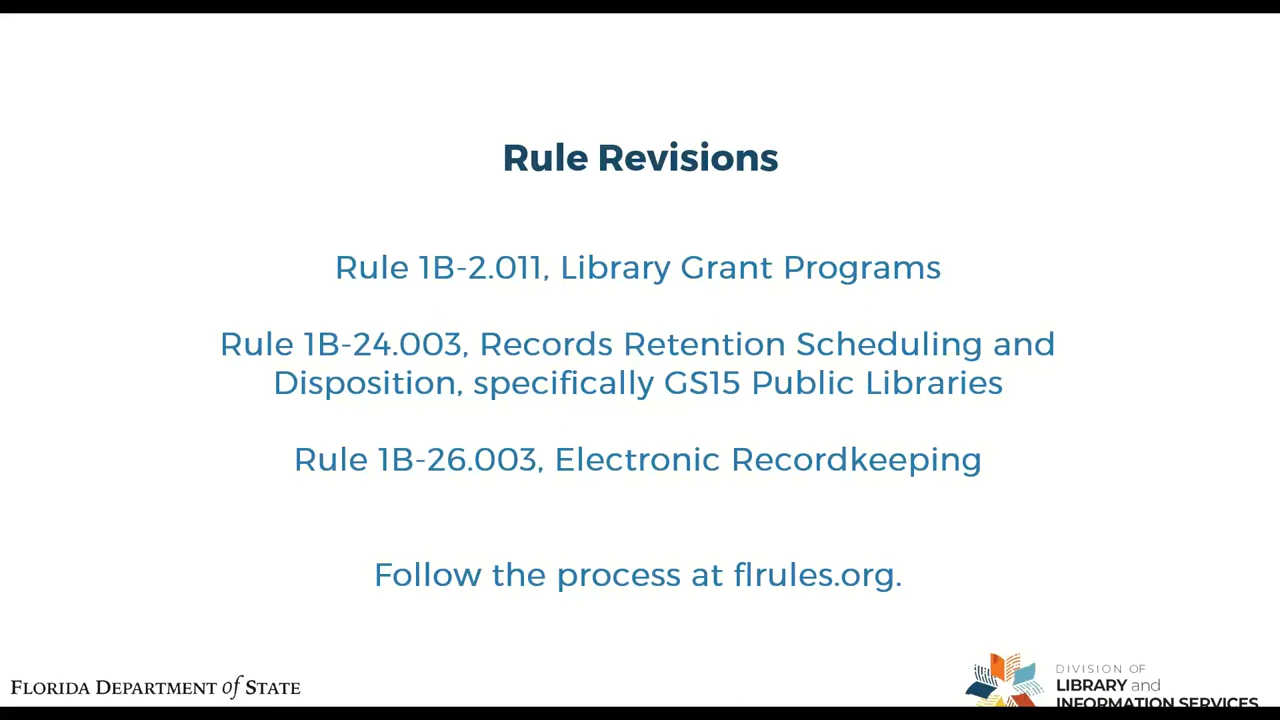 Rule Revisions
Rule 1B-2.011, Library Grant Programs
Rule 1B-24.003, Records Retention Scheduling and
Disposition, specifically GS15 Public Libraries
Rule 1B-26.003, Electronic Recordkeeping
Follow the process at flrules.org.
FLORIDA DEPARTMENT of STATE
DIVISION OF
LIBRARY and
INFORMATION SERVICES